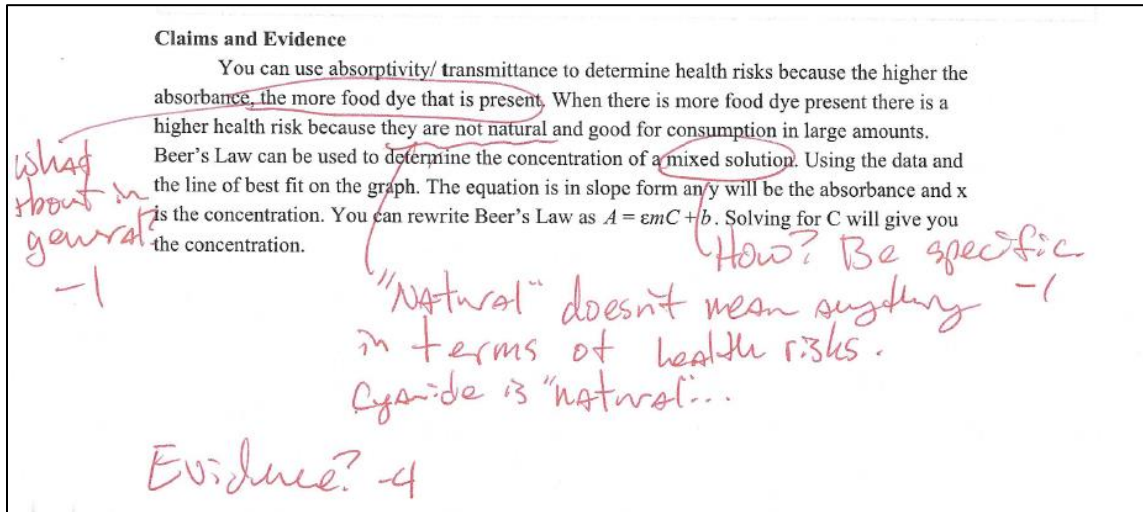 Claims and Evidence
You can use absorptivity/ transmittance to determine health risks because the higher the
absorbance, the more food dye that is present. When there is more food dye present there is a
higher health risk because they are not natural and good for consumption in large amounts.
Beer's Law can be used to determine the concentration of a mixed solution. Using the data and
the line of best fit on the graph. The equation is in slope form an y will be the absorbance and x
is the concentration. You can rewrite Beer's Law as A = εmC + b. Solving for C will give you
the concentration.
What
about in
general?
-1
How? Be specific
-1
"Natural" doesn't mean anything
in terms of health risks.
Cyanide is "natural"...
Evidence? -4